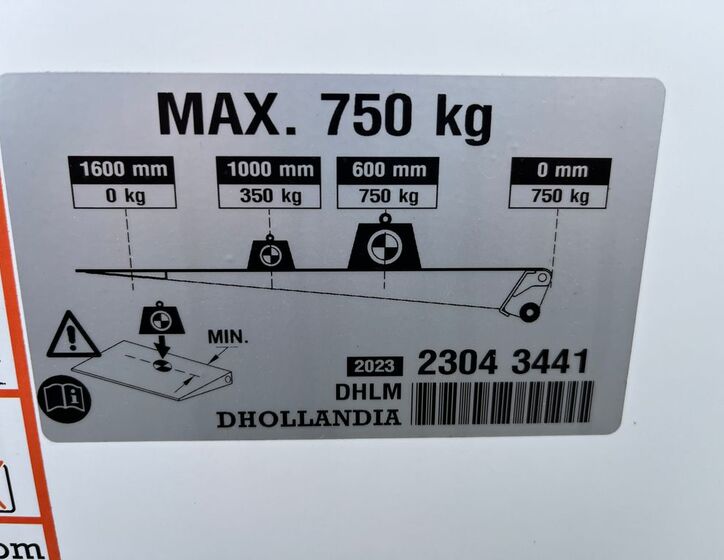 MAX. 750 kg
1600 mm 1000 mm 600 mm 0 mm
0 kg 350 kg 750 kg 750 kg
MIN.
2023 2304 3441
DHLM
DHOLLANDIA
om